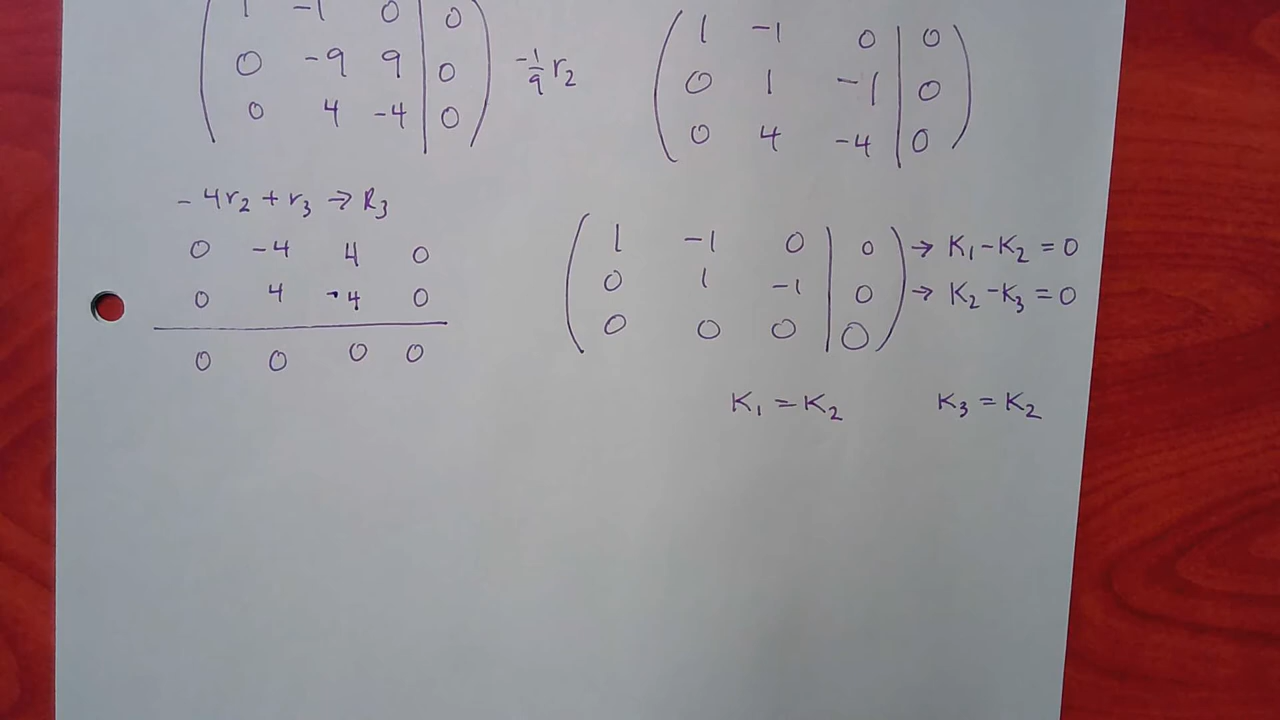 1 -1 0 | 0
0 -9 9 | 0
0 4 -4 | 0
-1/9 r₂
1 -1 0 | 0
0 1 -1 | 0
0 4 -4 | 0
-4r₂ + r₃ → R₃
0 -4 4 0
0 4 -4 0
0 0 0 0
1 -1 0 | 0 → K₁ - K₂ = 0
0 1 -1 | 0 → K₂ - K₃ = 0
0 0 0 | 0
K₁ = K₂ K₃ = K₂